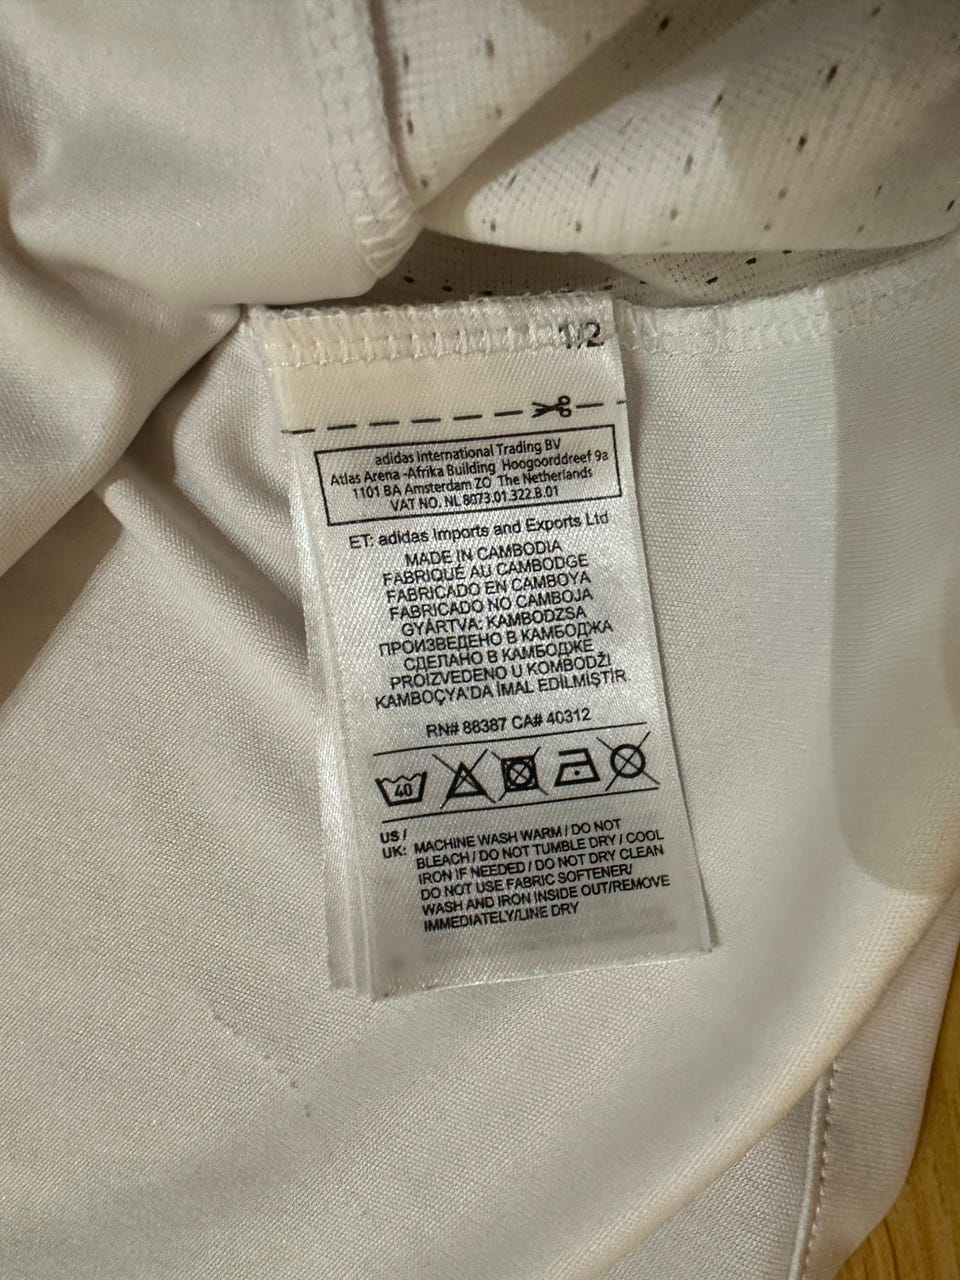 1/2
adidas International Trading BV
Atlas Arena -Afrika Building Hoogoorddreef 9a
1101 BA Amsterdam ZO The Netherlands
VAT NO. NL 8073.01.322.B.01
ET: adidas Imports and Exports Ltd
MADE IN CAMBODIA
FABRIQUÉ AU CAMBODGE
FABRICADO EN CAMBOYA
FABRICADO NO CAMBOJA
GYÁRTVA: KAMBODZSA
ПРОИЗВЕДЕНО В КАМБОДЖА
СДЕЛАНО В КАМБОДЖЕ
PROIZVEDENO U KOMBODŽI
KAMBOÇYA'DA İMAL EDİLMİŞTİR.
RN# 88387 CA# 40312
40
US /
UK: MACHINE WASH WARM / DO NOT
BLEACH / DO NOT TUMBLE DRY / COOL
IRON IF NEEDED / DO NOT DRY CLEAN
DO NOT USE FABRIC SOFTENER/
WASH AND IRON INSIDE OUT/REMOVE
IMMEDIATELY/LINE DRY